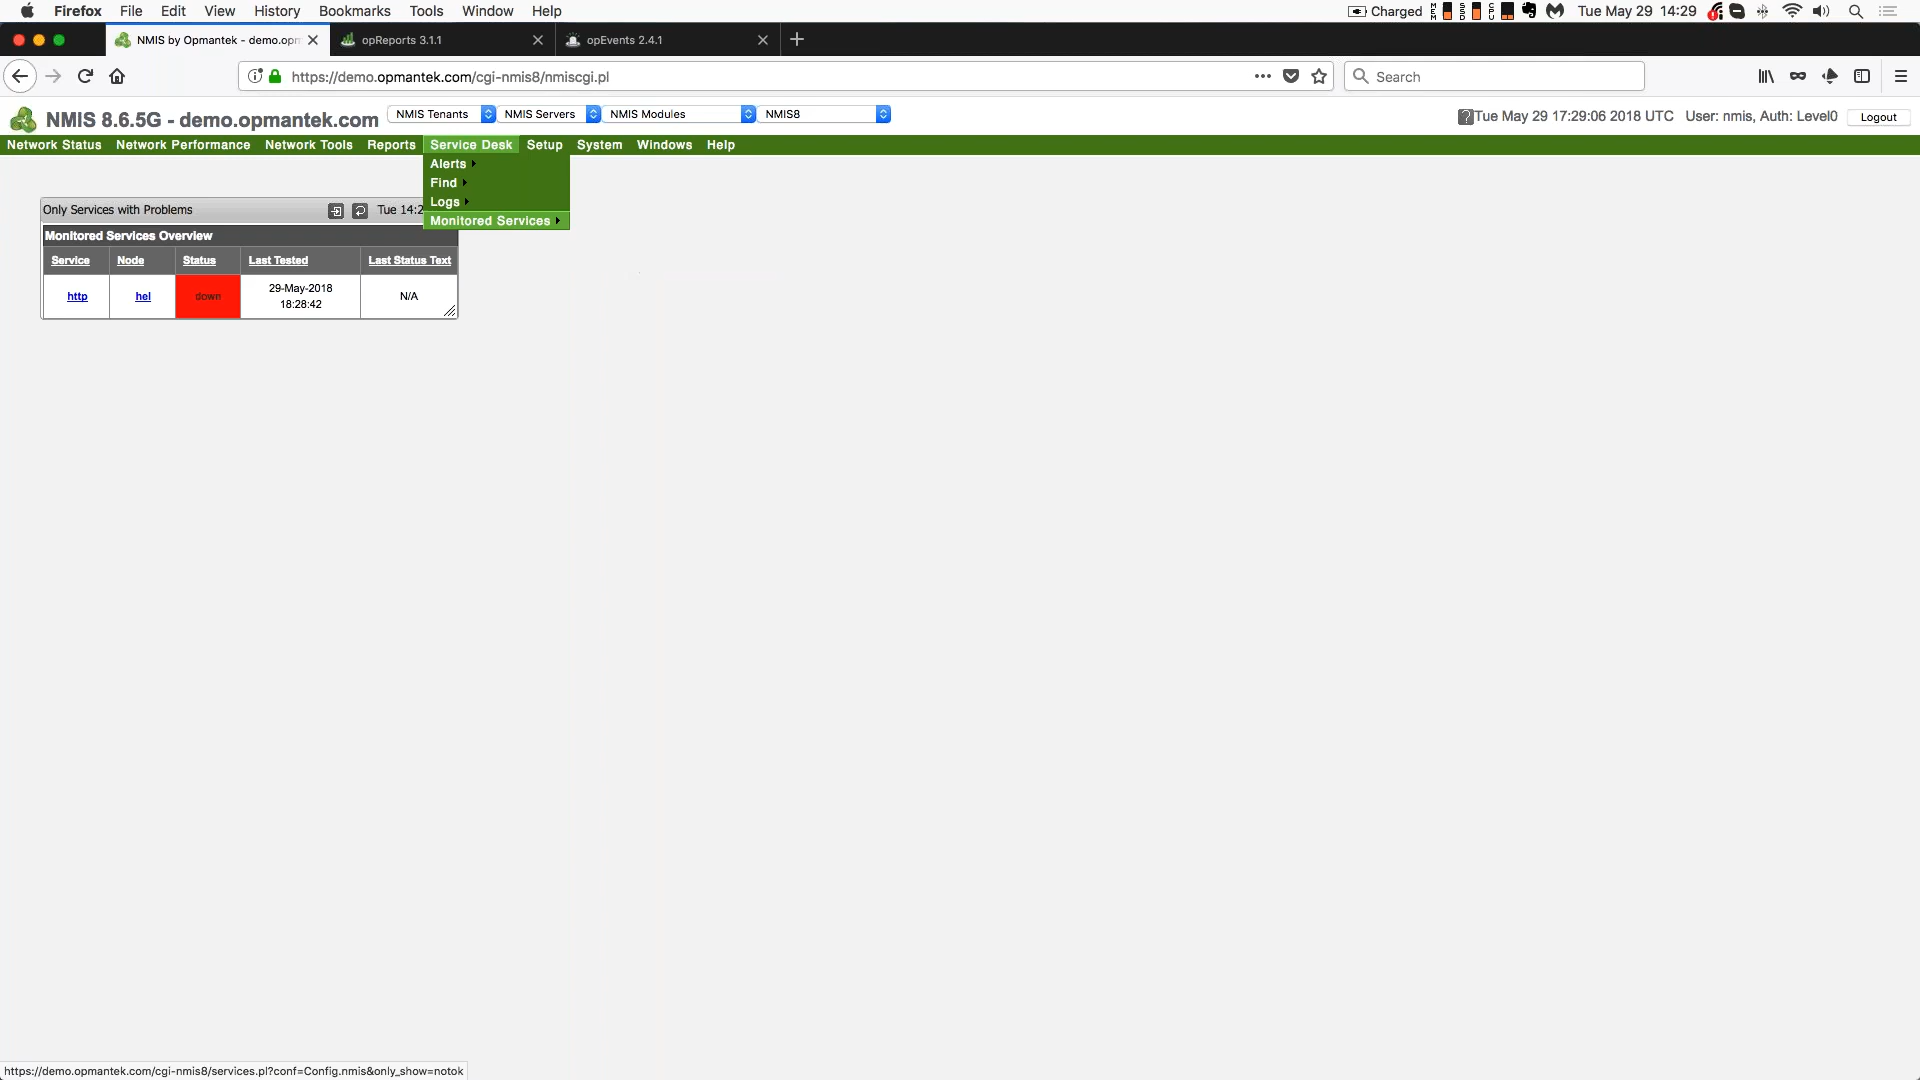 Firefox File Edit View History Bookmarks Tools Window Help
Charged MEM SSD CPU Tue May 29 14:29
NMIS by Opmantek - demo.opm
opReports 3.1.1
opEvents 2.4.1
https://demo.opmantek.com/cgi-nmis8/nmiscgi.pl
Search
NMIS 8.6.5G - demo.opmantek.com
NMIS Tenants NMIS Servers NMIS Modules NMIS8
Tue May 29 17:29:06 2018 UTC User: nmis, Auth: Level0 Logout
Network Status Network Performance Network Tools Reports Service Desk Setup System Windows Help
Alerts
Find
Logs
Monitored Services
Only Services with Problems Tue 14:2
Monitored Services Overview
Service Node Status Last Tested Last Status Text
http hel down 29-May-2018 18:28:42 N/A
https://demo.opmantek.com/cgi-nmis8/services.pl?conf=Config.nmis&only_show=notok